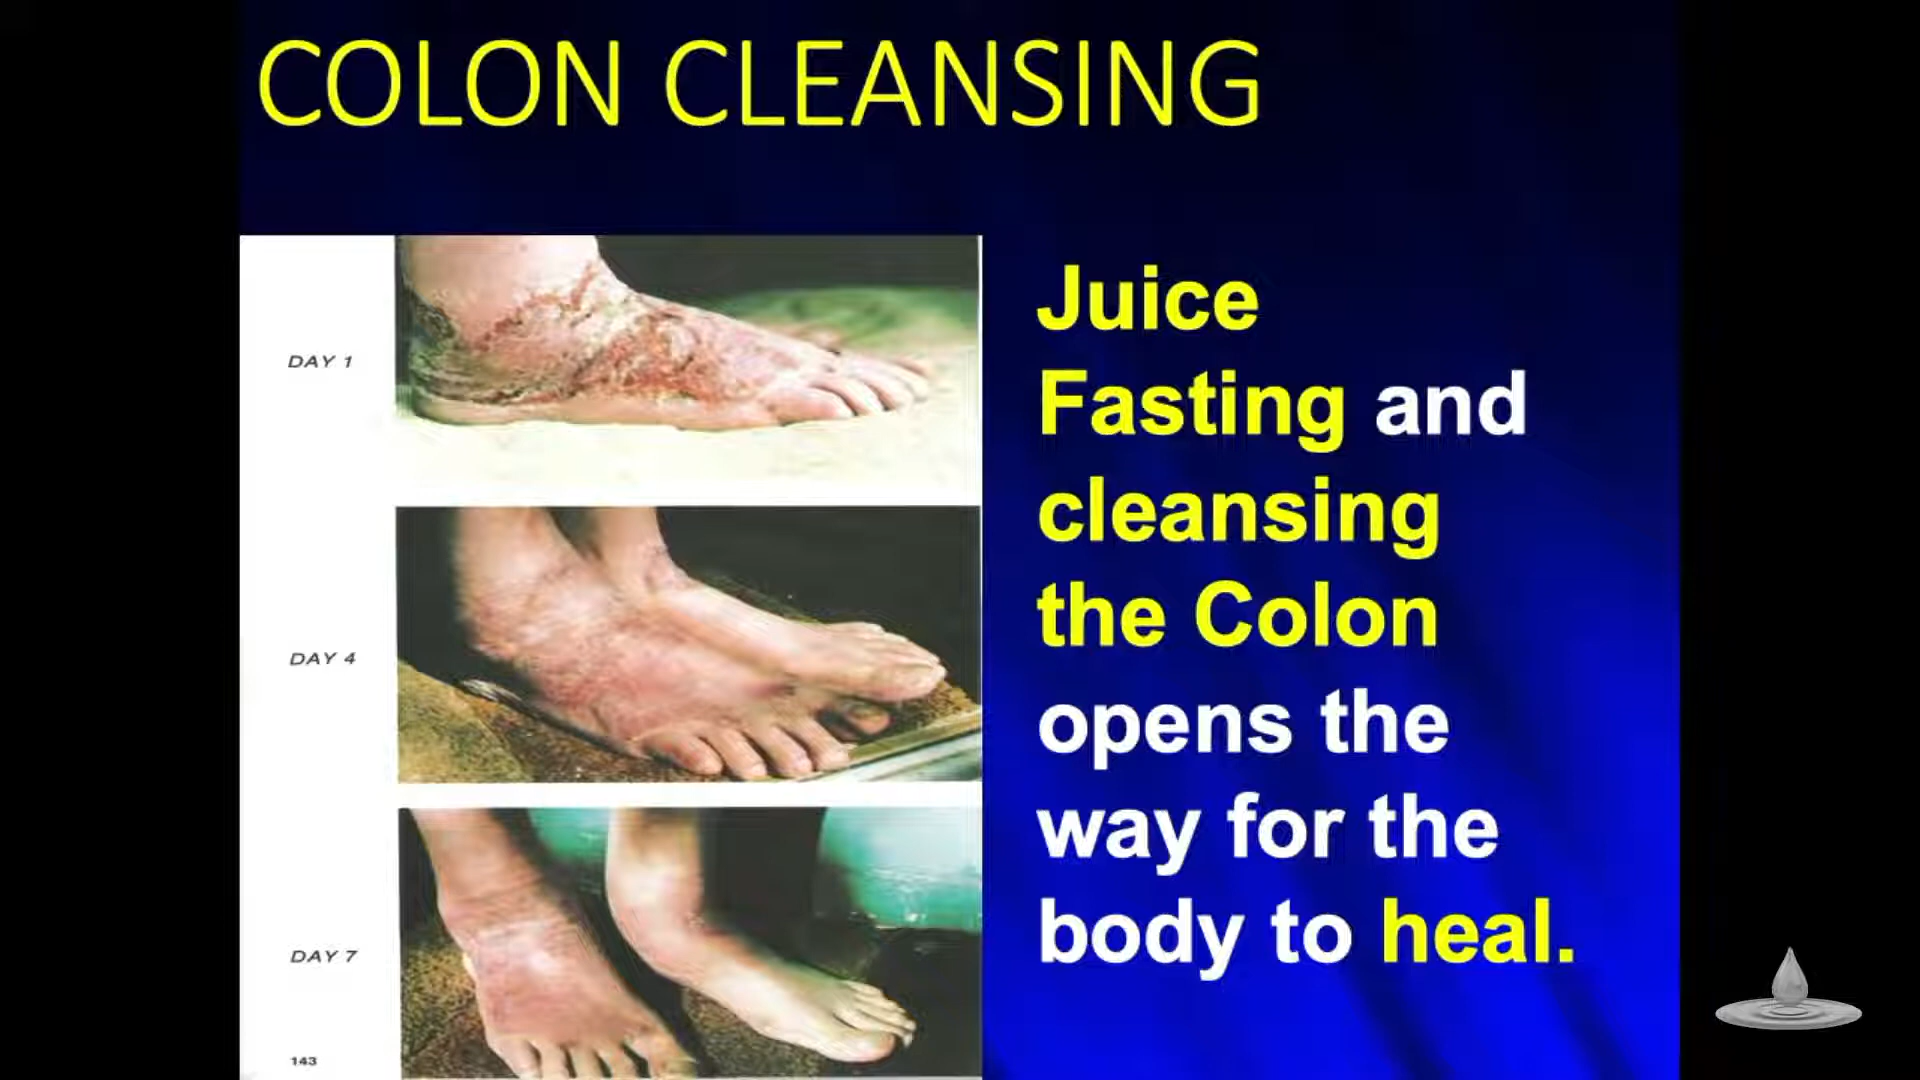 COLON CLEANSING
DAY 1
DAY 4
DAY 7
143
Juice
Fasting and
cleansing
the Colon
opens the
way for the
body to heal.